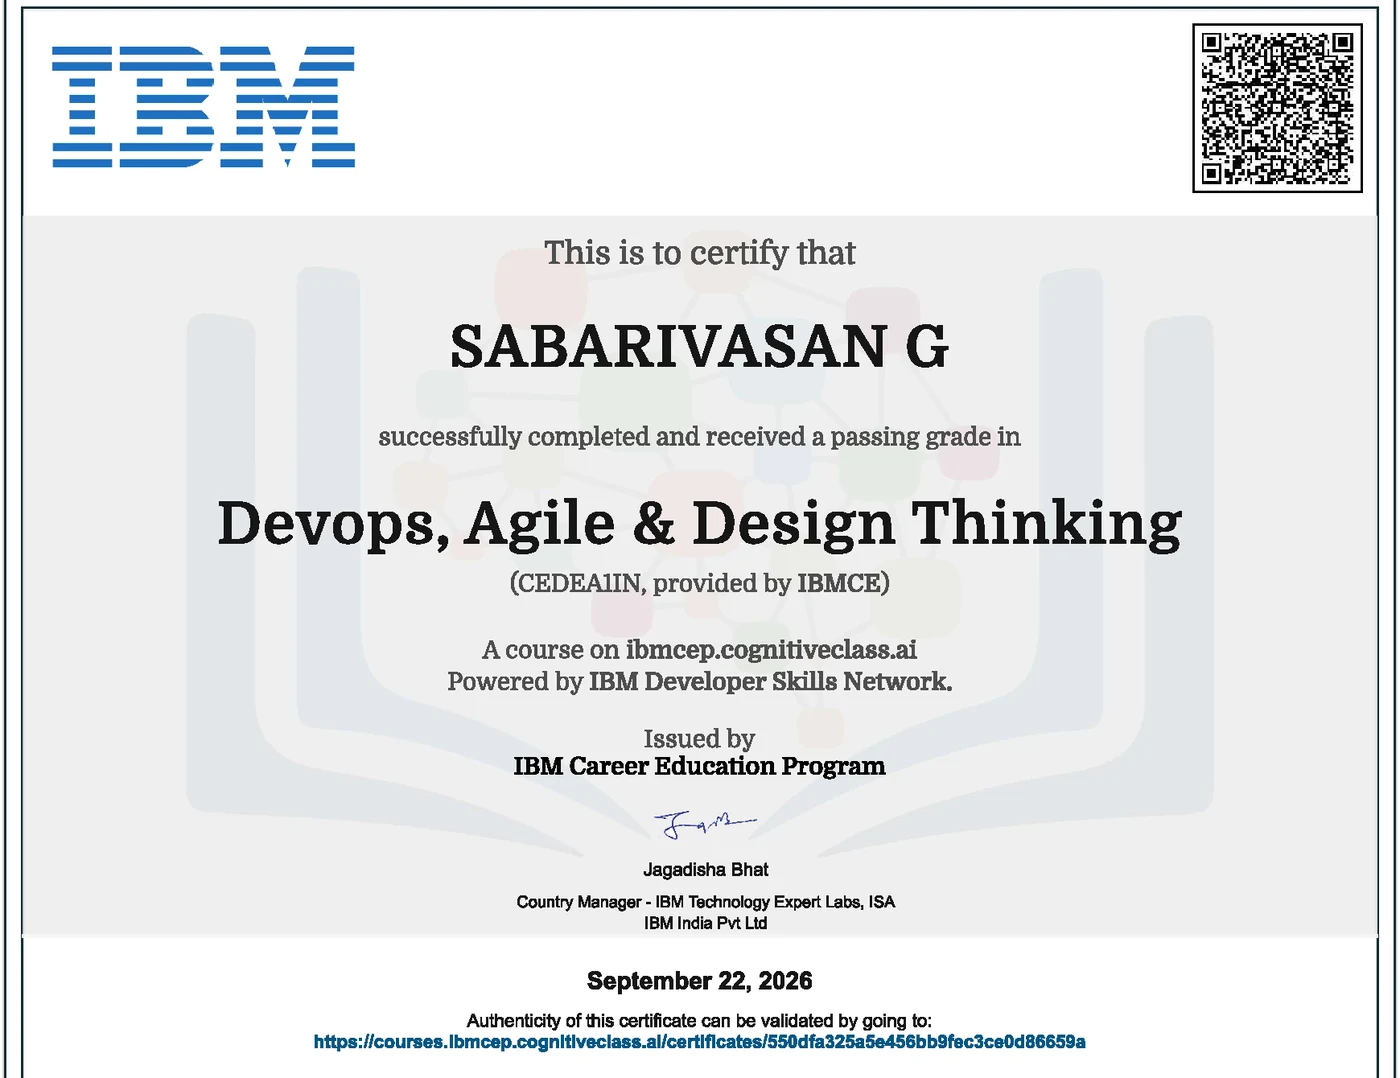 IBM
This is to certify that
SABARIVASAN G
successfully completed and received a passing grade in
Devops, Agile & Design Thinking
(CEDEA1IN, provided by IBMCE)
A course on ibmcep.cognitiveclass.ai
Powered by IBM Developer Skills Network.
Issued by
IBM Career Education Program
Jagadisha Bhat
Country Manager - IBM Technology Expert Labs, ISA
IBM India Pvt Ltd
September 22, 2026
Authenticity of this certificate can be validated by going to:
https://courses.ibmcep.cognitiveclass.ai/certificates/550dfa325a5e456bb9fec3ce0d86659a